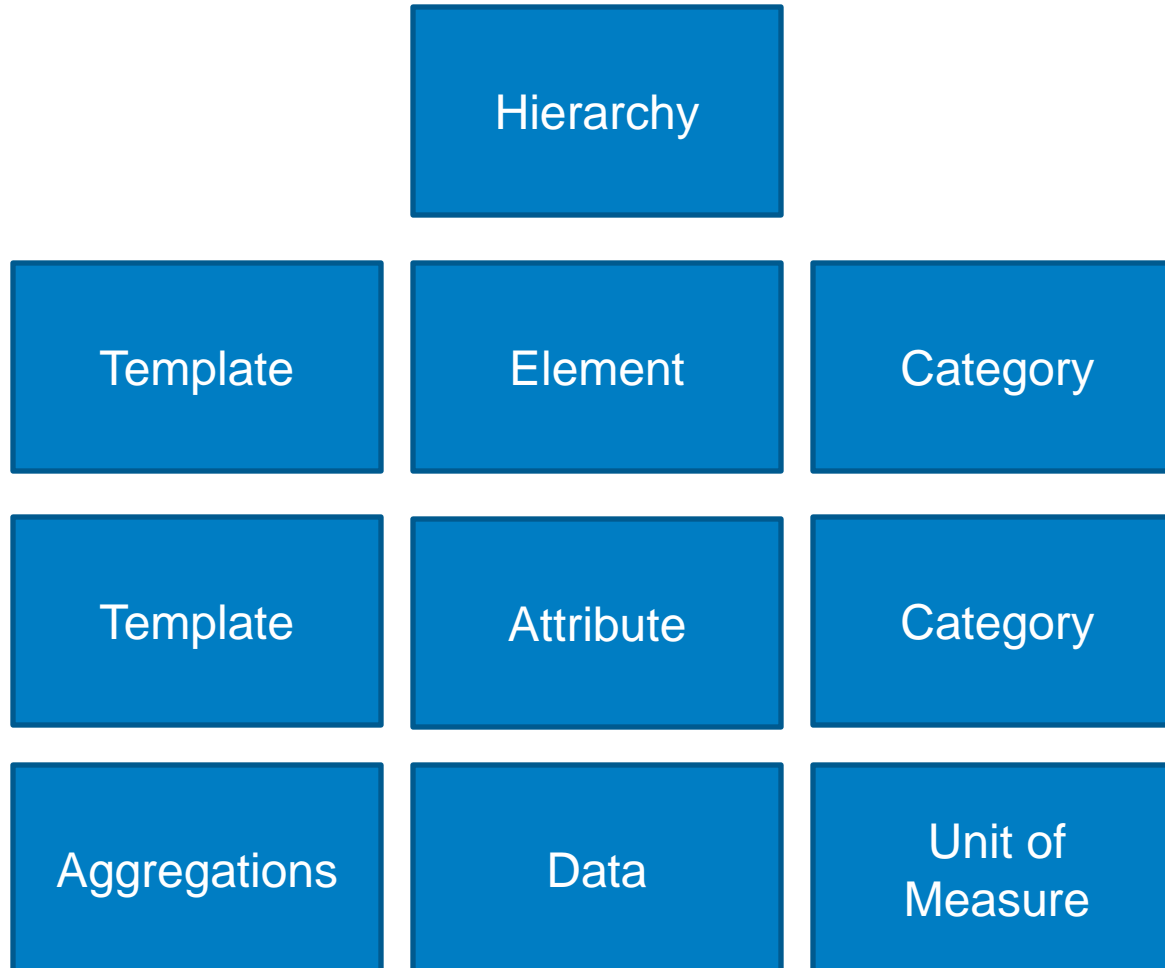 Hierarchy
Template
Element
Category
Template
Attribute
Category
Aggregations
Data
Unit of
Measure